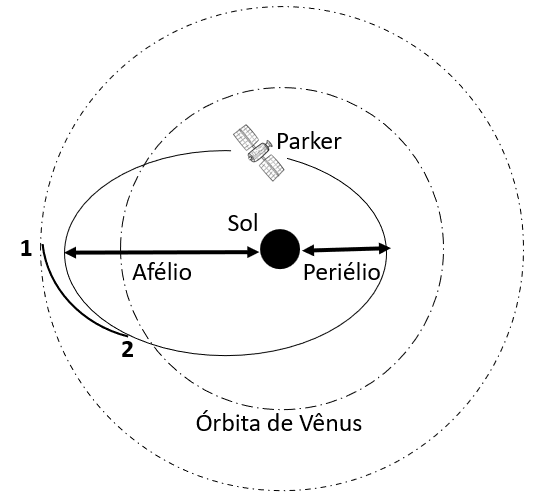 Parker
Sol
1
Afélio
Periélio
2
Órbita de Vênus